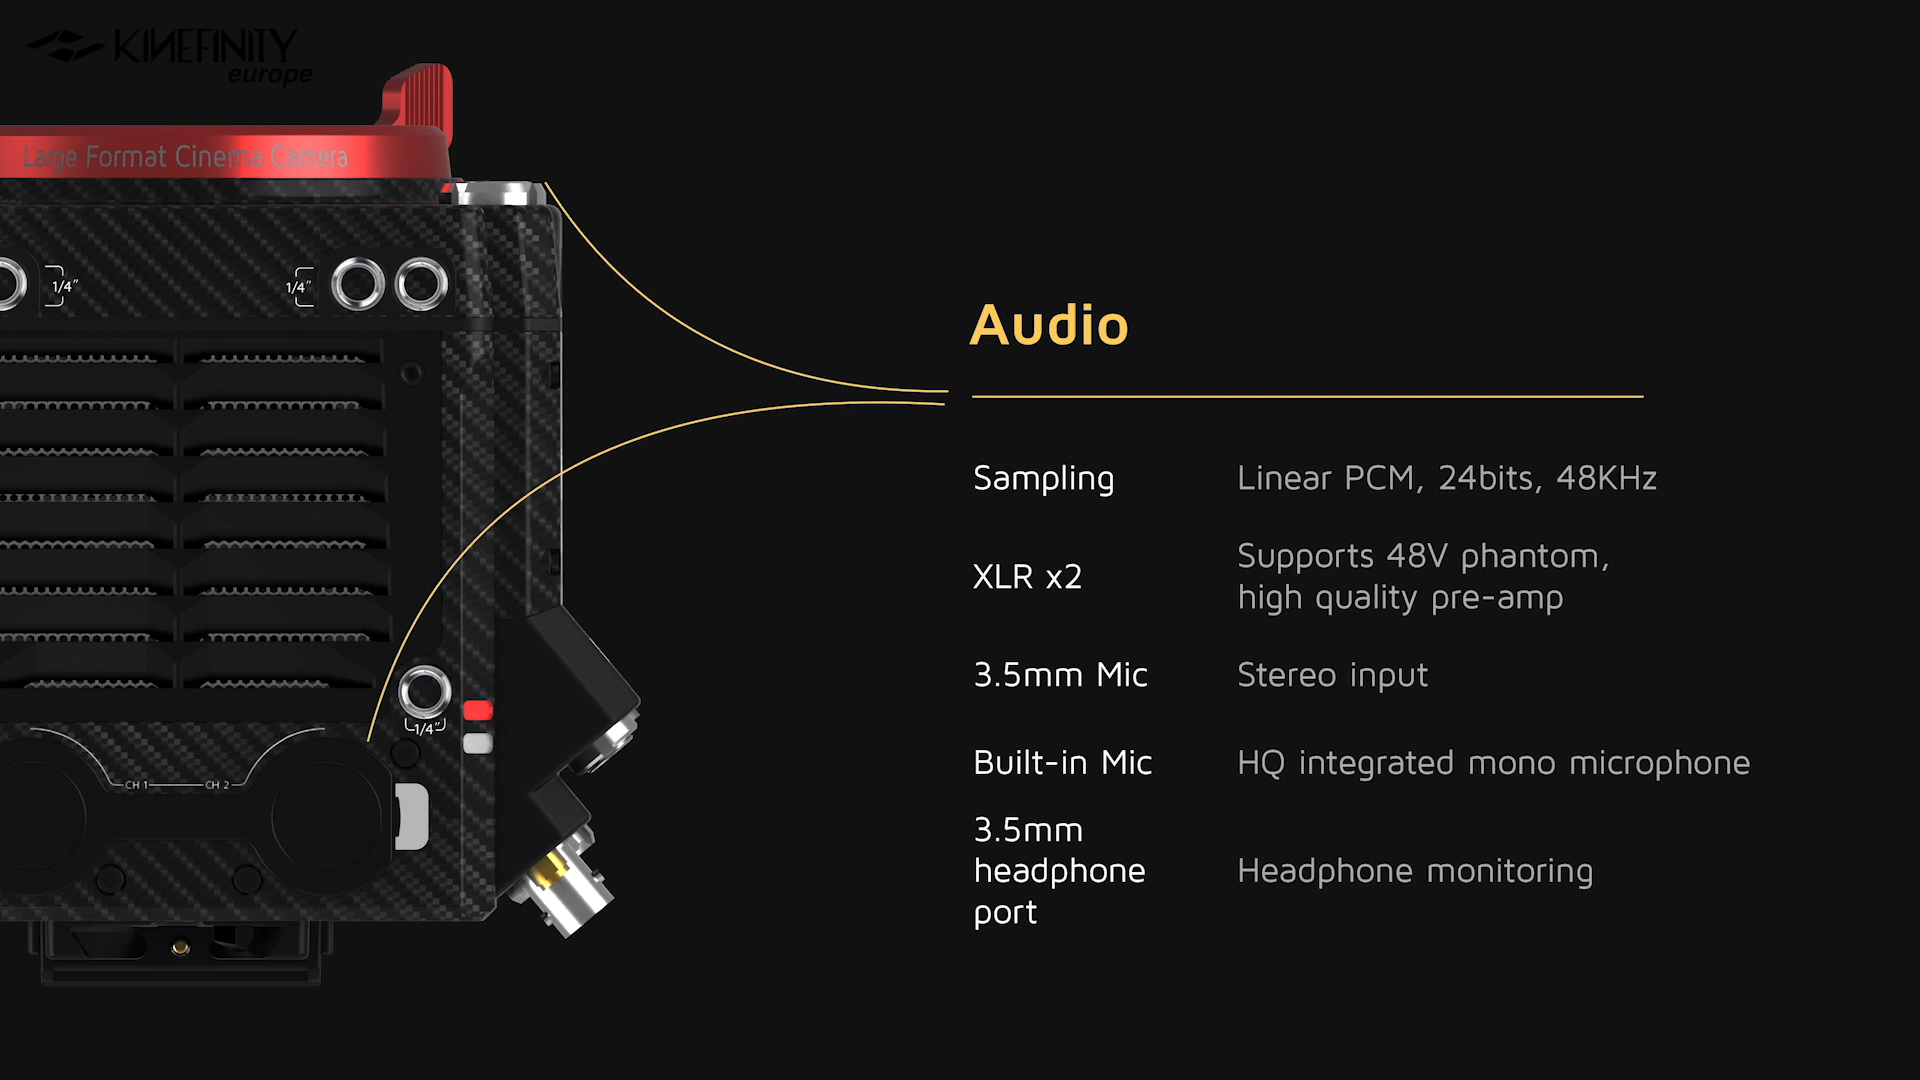 KINEFINITY
europe
Large Format Cinema Camera
1/4"
1/4"
Audio
Sampling
Linear PCM, 24bits, 48KHz
XLR x2
Supports 48V phantom,
high quality pre-amp
3.5mm Mic
Stereo input
1/4"
CH 1
CH 2
Built-in Mic
HQ integrated mono microphone
3.5mm
headphone
port
Headphone monitoring